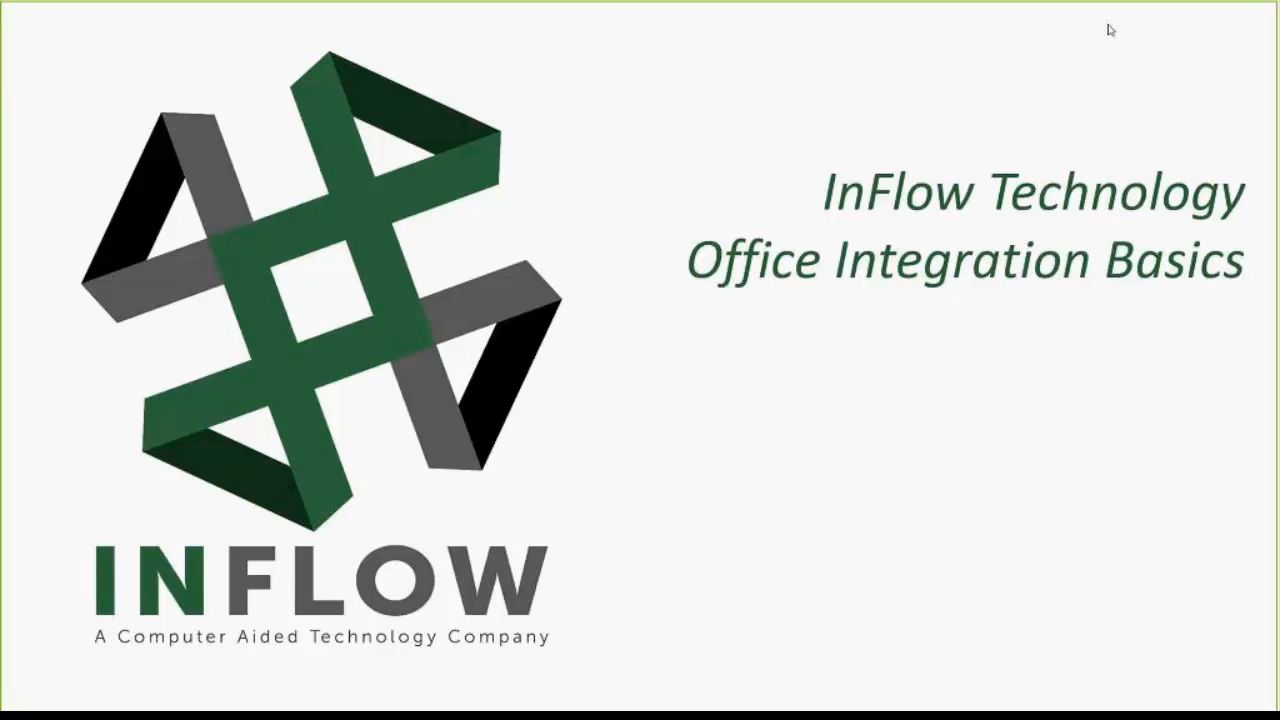 InFlow Technology
Office Integration Basics
INFLOW
A Computer Aided Technology Company